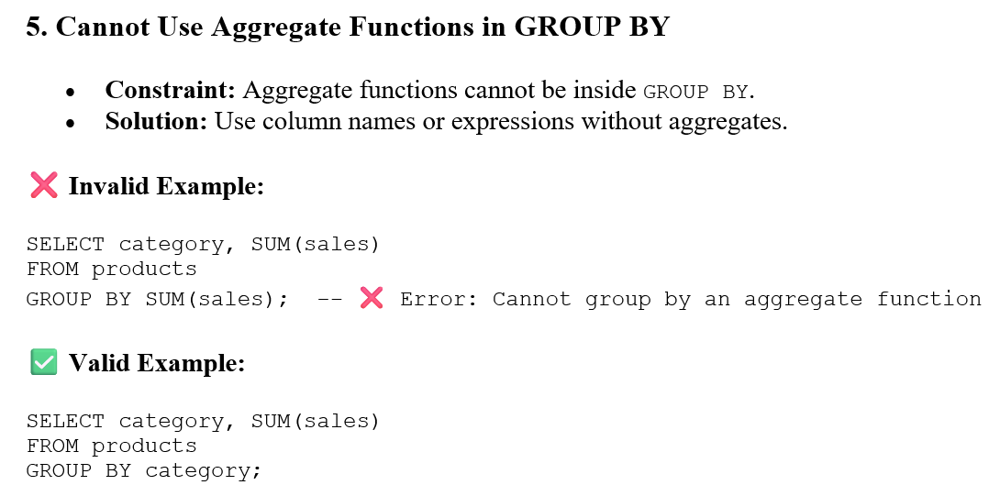 5. Cannot Use Aggregate Functions in GROUP BY
• Constraint: Aggregate functions cannot be inside GROUP BY.
• Solution: Use column names or expressions without aggregates.
❌ Invalid Example:
SELECT category, SUM(sales)
FROM products
GROUP BY SUM(sales);  -- ❌ Error: Cannot group by an aggregate function
✅ Valid Example:
SELECT category, SUM(sales)
FROM products
GROUP BY category;